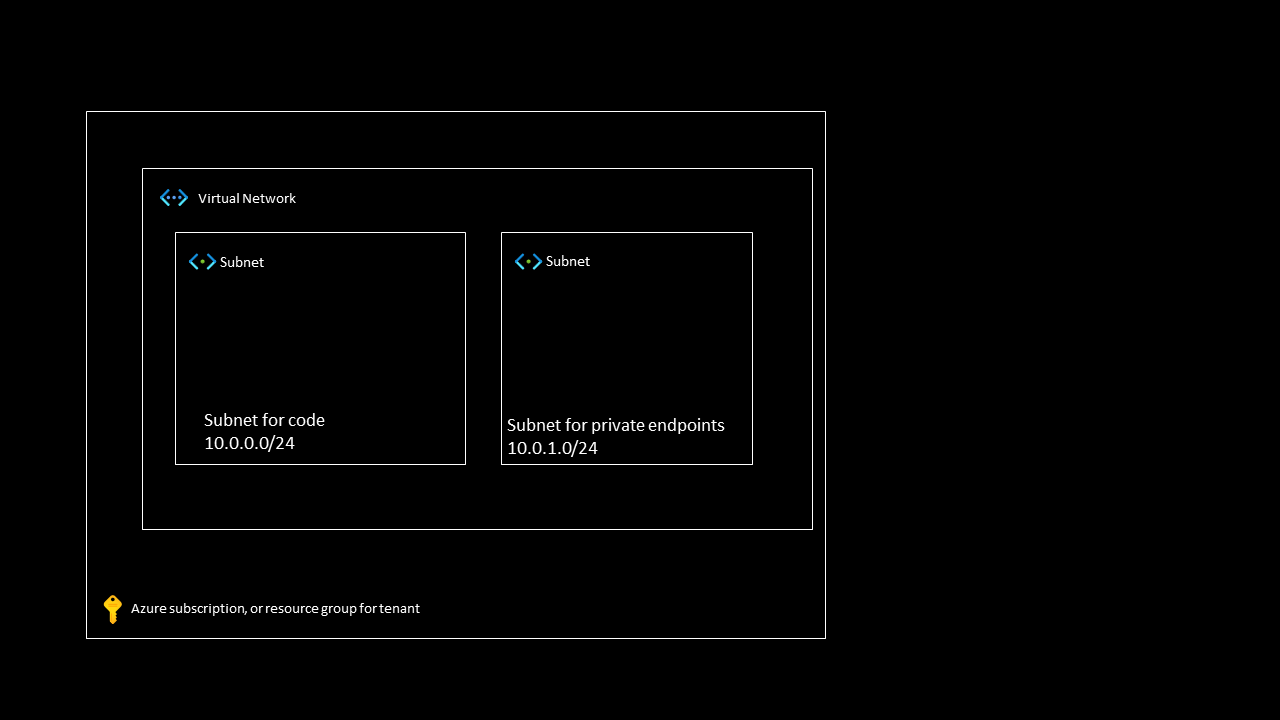 Virtual Network
Subnet
Subnet
Subnet for code
10.0.0.0/24
Subnet for private endpoints
10.0.1.0/24
Azure subscription, or resource group for tenant